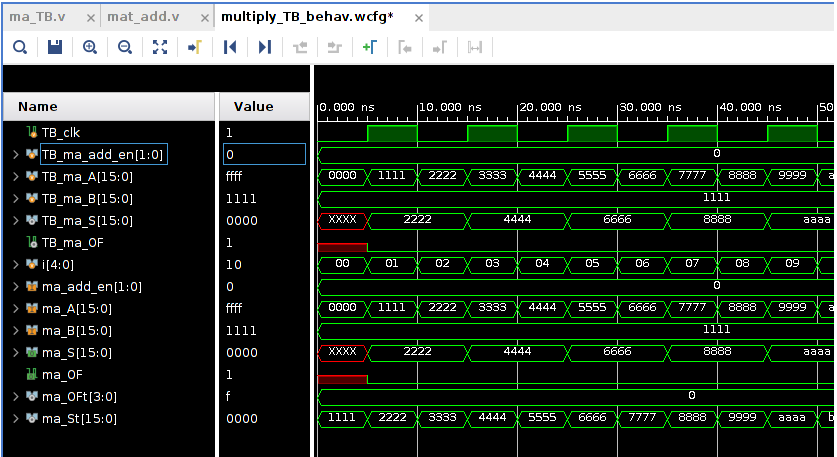 ma_TB.v × mat_add.v × multiply_TB_behav.wcfg* ×
Name Value 0.000 ns 10.000 ns 20.000 ns 30.000 ns 40.000 ns 50
TB_clk 1
TB_ma_add_en[1:0] 0 0
TB_ma_A[15:0] ffff 0000 1111 2222 3333 4444 5555 6666 7777 8888 9999 a
TB_ma_B[15:0] 1111 1111
TB_ma_S[15:0] 0000 XXXX 2222 4444 6666 8888 aaaa
TB_ma_OF 1
i[4:0] 10 00 01 02 03 04 05 06 07 08 09
ma_add_en[1:0] 0 0
ma_A[15:0] ffff 0000 1111 2222 3333 4444 5555 6666 7777 8888 9999 a
ma_B[15:0] 1111 1111
ma_S[15:0] 0000 XXXX 2222 4444 6666 8888 aaaa
ma_OF 1
ma_OFt[3:0] f 0
ma_St[15:0] 0000 1111 2222 3333 4444 5555 6666 7777 8888 9999 aaaa b